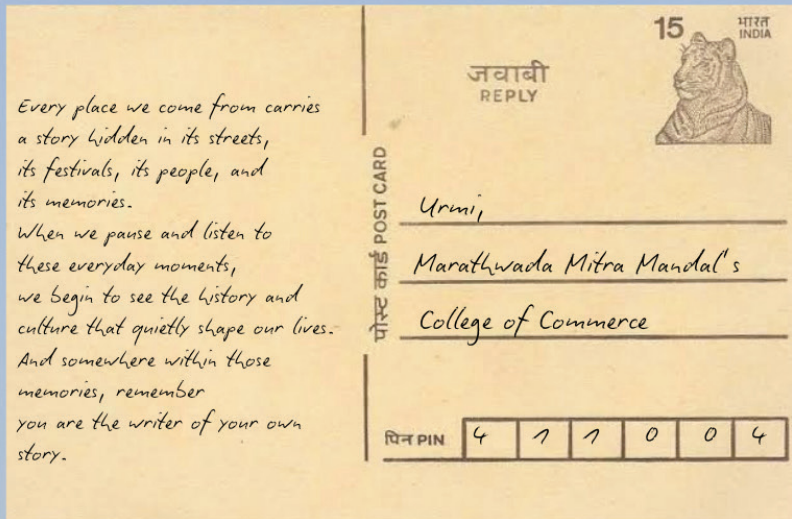 Every place we come from carries
a story hidden in its streets,
its festivals, its people, and
its memories.
When we pause and listen to
these everyday moments,
we begin to see the history and
culture that quietly shape our lives.
And somewhere within those
memories, remember
you are the writer of your own
story.
पोस्ट कार्ड POST CARD
जवाबी
REPLY
15 भारत
INDIA
Urmi,
Marathwada Mitra Mandal's
College of Commerce
पिन PIN 4 1 1 0 0 4